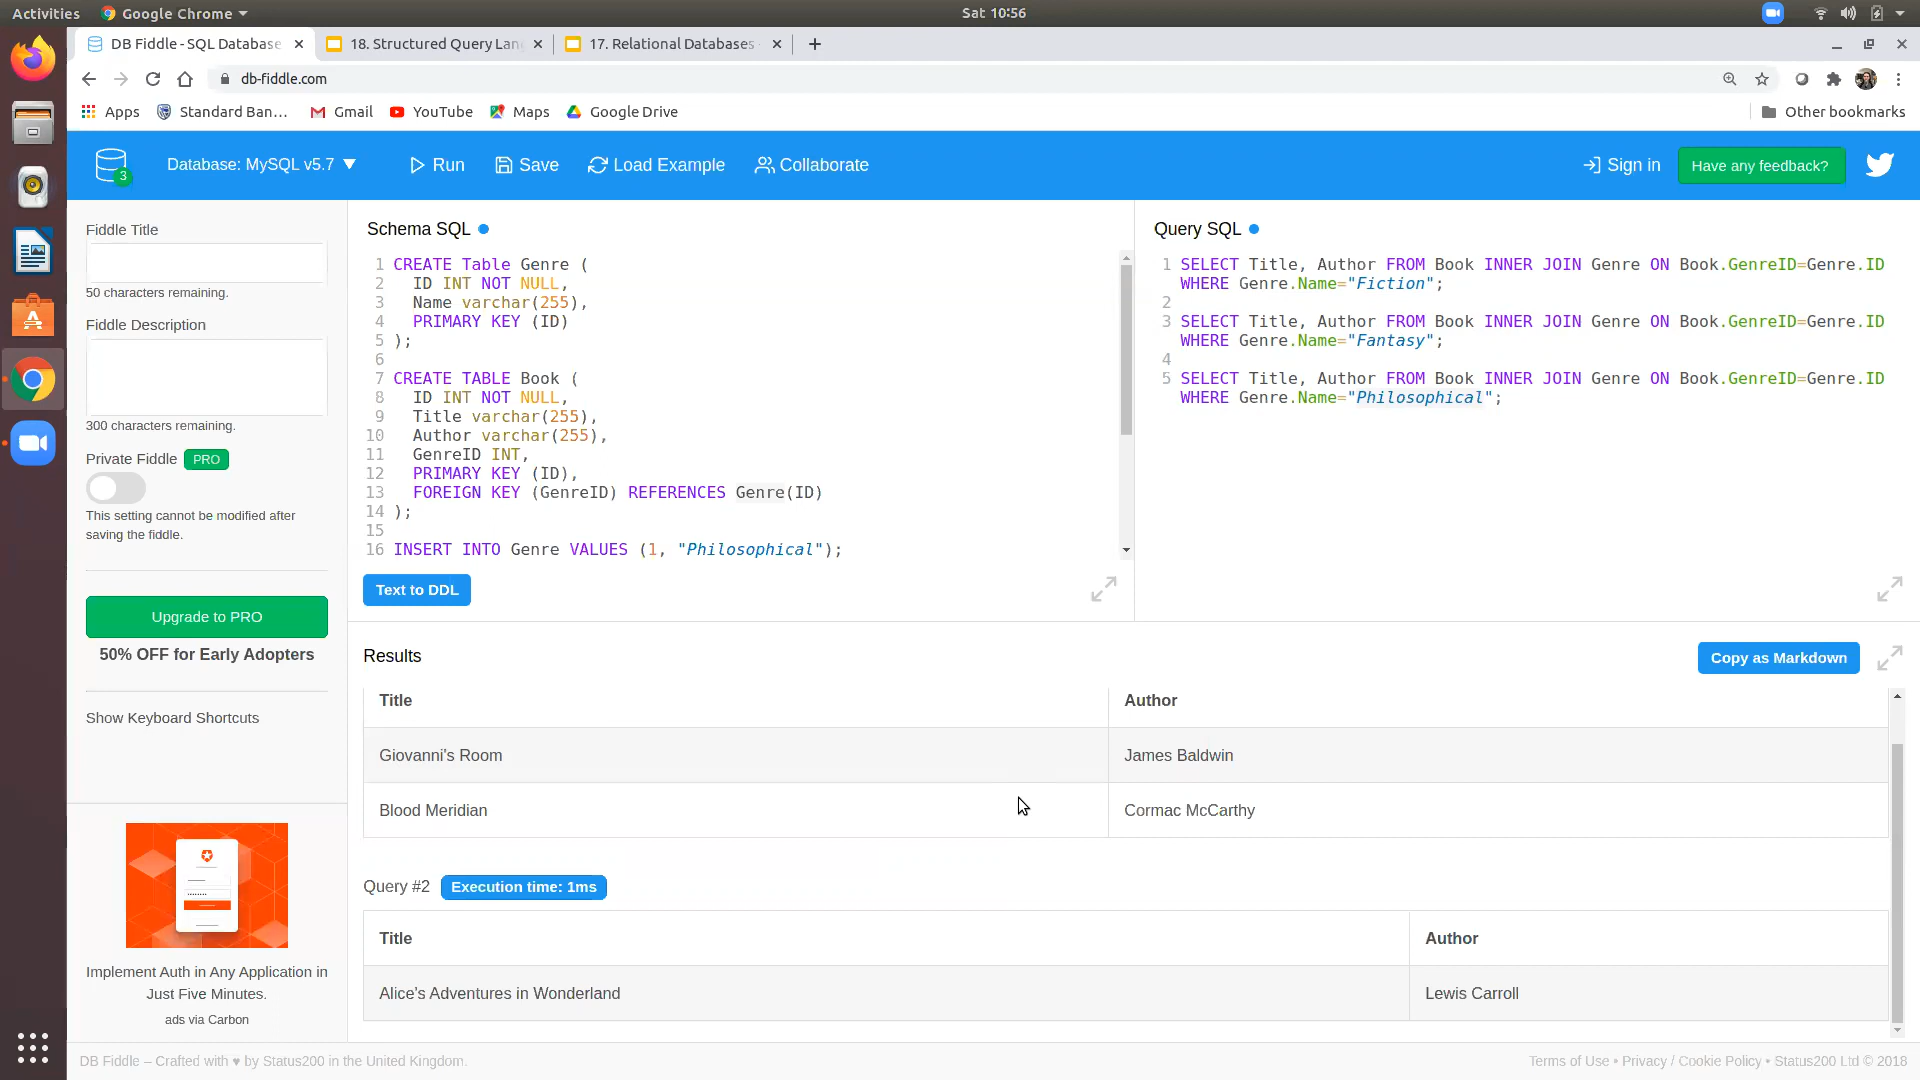 Activities
Google Chrome
Sat 10:56
DB Fiddle - SQL Database
18. Structured Query Lan
17. Relational Databases
db-fiddle.com
Apps
Standard Ban...
Gmail
YouTube
Maps
Google Drive
Other bookmarks
3
Database: MySQL v5.7
Run
Save
Load Example
Collaborate
Sign in
Have any feedback?
Fiddle Title
50 characters remaining.
Fiddle Description
300 characters remaining.
Private Fiddle PRO
This setting cannot be modified after
saving the fiddle.
Upgrade to PRO
50% OFF for Early Adopters
Show Keyboard Shortcuts
Implement Auth in Any Application in
Just Five Minutes.
ads via Carbon
Schema SQL
1 CREATE Table Genre (
2 ID INT NOT NULL,
3 Name varchar(255),
4 PRIMARY KEY (ID)
5 );
6
7 CREATE TABLE Book (
8 ID INT NOT NULL,
9 Title varchar(255),
10 Author varchar(255),
11 GenreID INT,
12 PRIMARY KEY (ID),
13 FOREIGN KEY (GenreID) REFERENCES Genre(ID)
14 );
15
16 INSERT INTO Genre VALUES (1, "Philosophical");
Text to DDL
Query SQL
1 SELECT Title, Author FROM Book INNER JOIN Genre ON Book.GenreID=Genre.ID
WHERE Genre.Name="Fiction";
2
3 SELECT Title, Author FROM Book INNER JOIN Genre ON Book.GenreID=Genre.ID
WHERE Genre.Name="Fantasy";
4
5 SELECT Title, Author FROM Book INNER JOIN Genre ON Book.GenreID=Genre.ID
WHERE Genre.Name="Philosophical";
Results
Copy as Markdown
Title Author
Giovanni's Room James Baldwin
Blood Meridian Cormac McCarthy
Query #2 Execution time: 1ms
Title Author
Alice's Adventures in Wonderland Lewis Carroll
DB Fiddle – Crafted with ♥ by Status200 in the United Kingdom.
Terms of Use • Privacy / Cookie Policy • Status200 Ltd © 2018